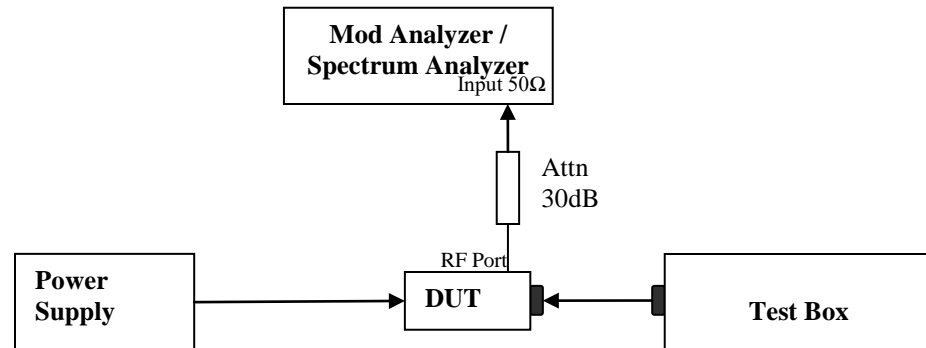 Mod Analyzer /
Spectrum Analyzer
Input 50Ω
Attn
30dB
RF Port
Power
Supply
DUT
Test Box